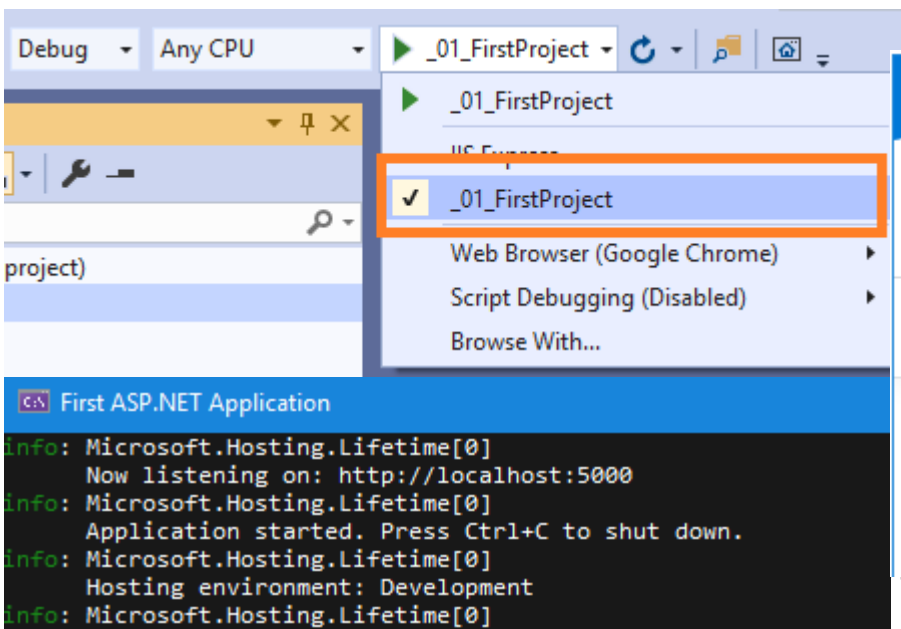 Debug Any CPU _01_FirstProject
_01_FirstProject
IIS Express
_01_FirstProject
Web Browser (Google Chrome)
Script Debugging (Disabled)
Browse With...
project)
First ASP.NET Application
info: Microsoft.Hosting.Lifetime[0]
Now listening on: http://localhost:5000
info: Microsoft.Hosting.Lifetime[0]
Application started. Press Ctrl+C to shut down.
info: Microsoft.Hosting.Lifetime[0]
Hosting environment: Development
info: Microsoft.Hosting.Lifetime[0]